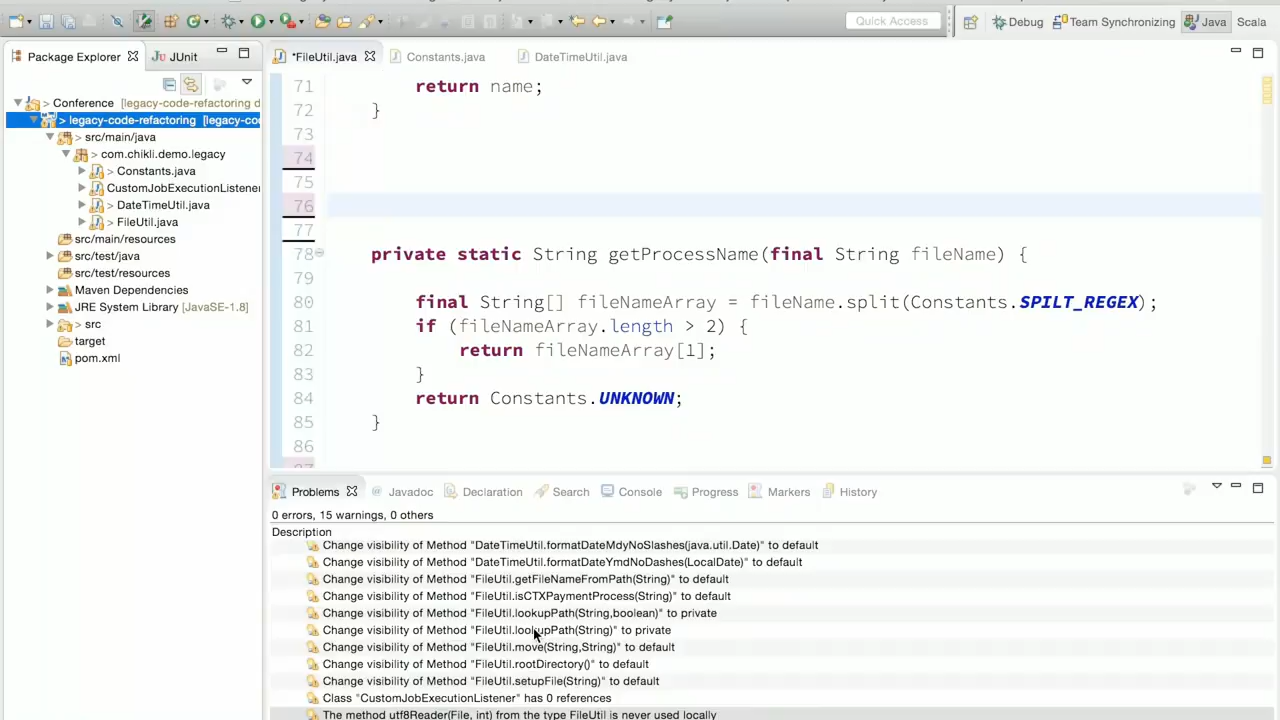 Quick Access
Debug
Team Synchronizing
Java
Scala
Package Explorer
JUnit
*FileUtil.java
Constants.java
DateTimeUtil.java
> Conference [legacy-code-refactoring d
> legacy-code-refactoring [legacy-co
> src/main/java
> com.chikli.demo.legacy
> Constants.java
CustomJobExecutionListener
> DateTimeUtil.java
> FileUtil.java
src/main/resources
> src/test/java
src/test/resources
Maven Dependencies
JRE System Library [JavaSE-1.8]
> src
target
pom.xml
71 return name;
72 }
73
74
75
76
77
78 private static String getProcessName(final String fileName) {
79
80 final String[] fileNameArray = fileName.split(Constants.SPILT_REGEX);
81 if (fileNameArray.length > 2) {
82 return fileNameArray[1];
83 }
84 return Constants.UNKNOWN;
85 }
86
Problems
Javadoc
Declaration
Search
Console
Progress
Markers
History
0 errors, 15 warnings, 0 others
Description
Change visibility of Method "DateTimeUtil.formatDateMdyNoSlashes(java.util.Date)" to default
Change visibility of Method "DateTimeUtil.formatDateYmdNoDashes(LocalDate)" to default
Change visibility of Method "FileUtil.getFileNameFromPath(String)" to default
Change visibility of Method "FileUtil.isCTXPaymentProcess(String)" to default
Change visibility of Method "FileUtil.lookupPath(String,boolean)" to private
Change visibility of Method "FileUtil.lookupPath(String)" to private
Change visibility of Method "FileUtil.move(String,String)" to default
Change visibility of Method "FileUtil.rootDirectory()" to default
Change visibility of Method "FileUtil.setupFile(String)" to default
Class "CustomJobExecutionListener" has 0 references
The method utf8Reader(File, int) from the type FileUtil is never used locally